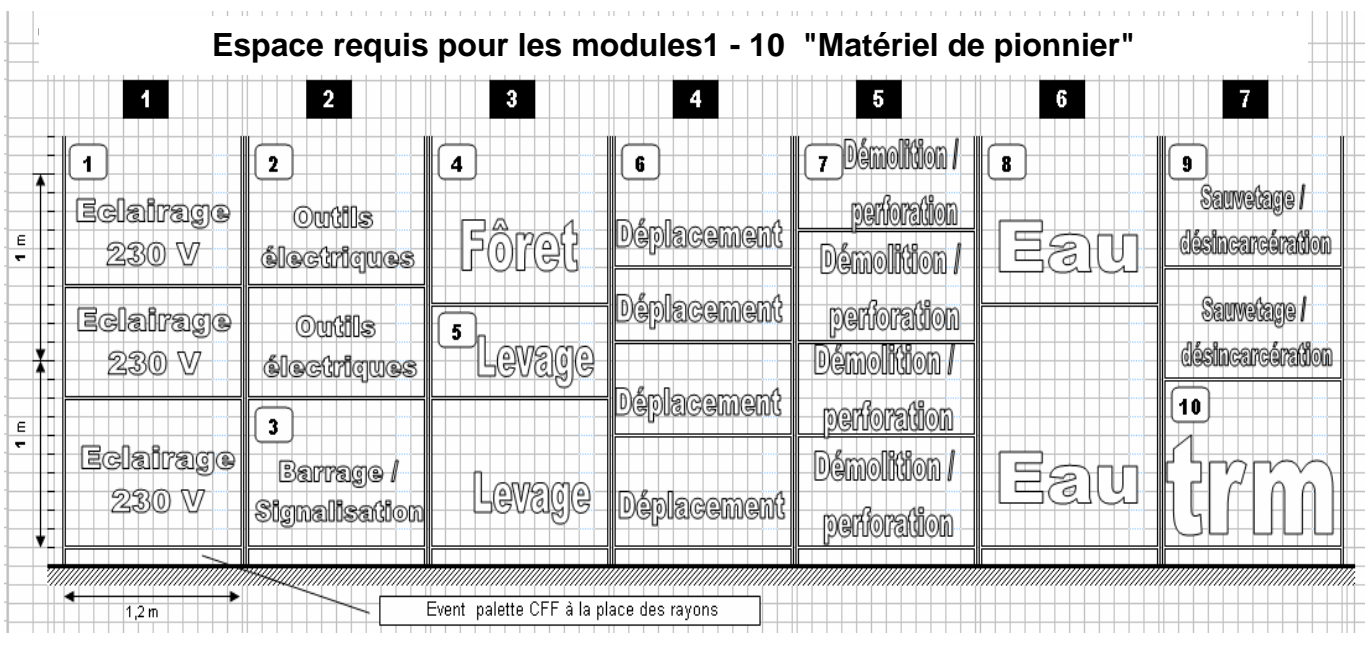 Espace requis pour les modules1 - 10 "Matériel de pionnier"
1 2 3 4 5 6 7
1
Eclairage
230 V
Eclairage
230 V
Eclairage
230 V
2
Outils
électriques
Outils
électriques
3
Barrage /
Signalisation
4
Fôret
5
Levage
Levage
6
Déplacement
Déplacement
Déplacement
Déplacement
7
Démolition /
perforation
Démolition /
perforation
Démolition /
perforation
Démolition /
perforation
8
Eau
Eau
9
Sauvetage /
désincarcération
Sauvetage /
désincarcération
10
trm
1 m
1 m
1,2 m
Event palette CFF à la place des rayons